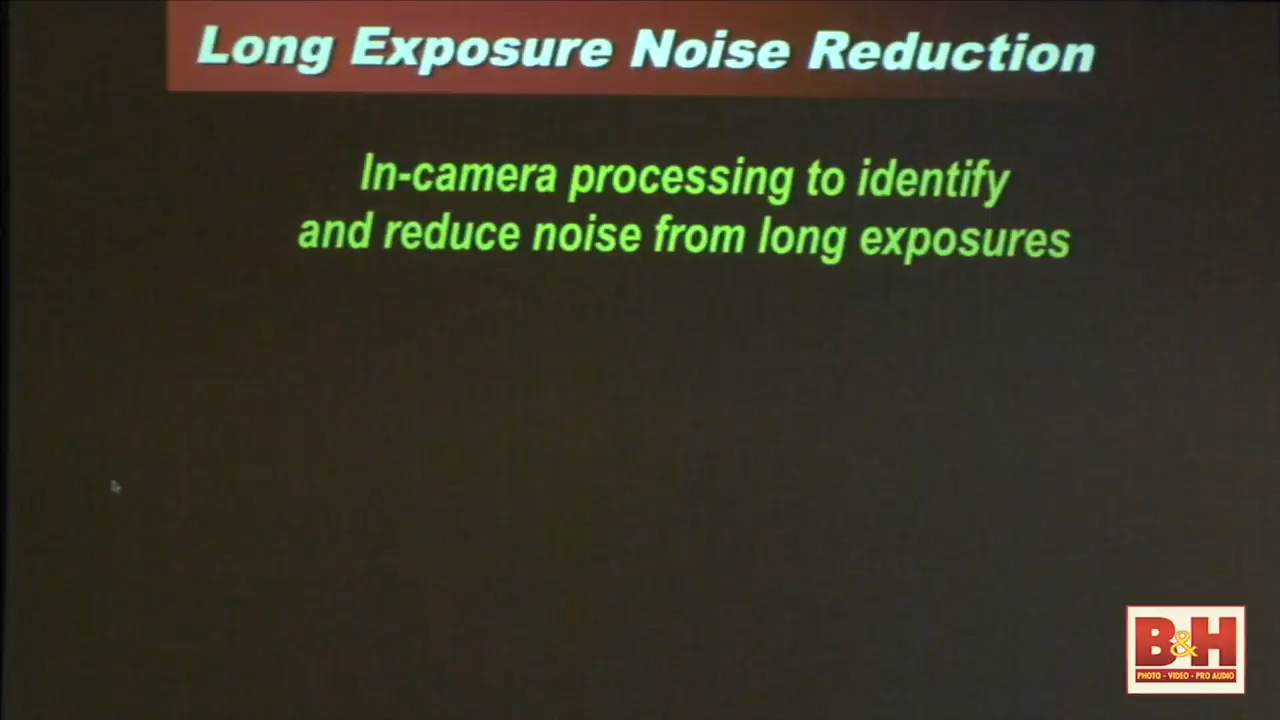 Long Exposure Noise Reduction
In-camera processing to identify
and reduce noise from long exposures
B&H
PHOTO - VIDEO - PRO AUDIO